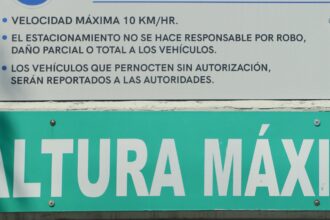 • VELOCIDAD MÁXIMA 10 KM/HR.
• EL ESTACIONAMIENTO NO SE HACE RESPONSABLE POR ROBO,
DAÑO PARCIAL O TOTAL A LOS VEHÍCULOS.
• LOS VEHÍCULOS QUE PERNOCTEN SIN AUTORIZACIÓN,
SERÁN REPORTADOS A LAS AUTORIDADES.
ALTURA MÁXI